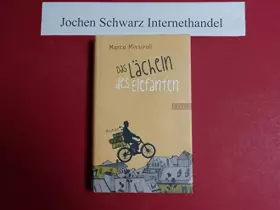 Jochen Schwarz Internethandel
Marco Missiroli
Das Lächeln
des Elefanten